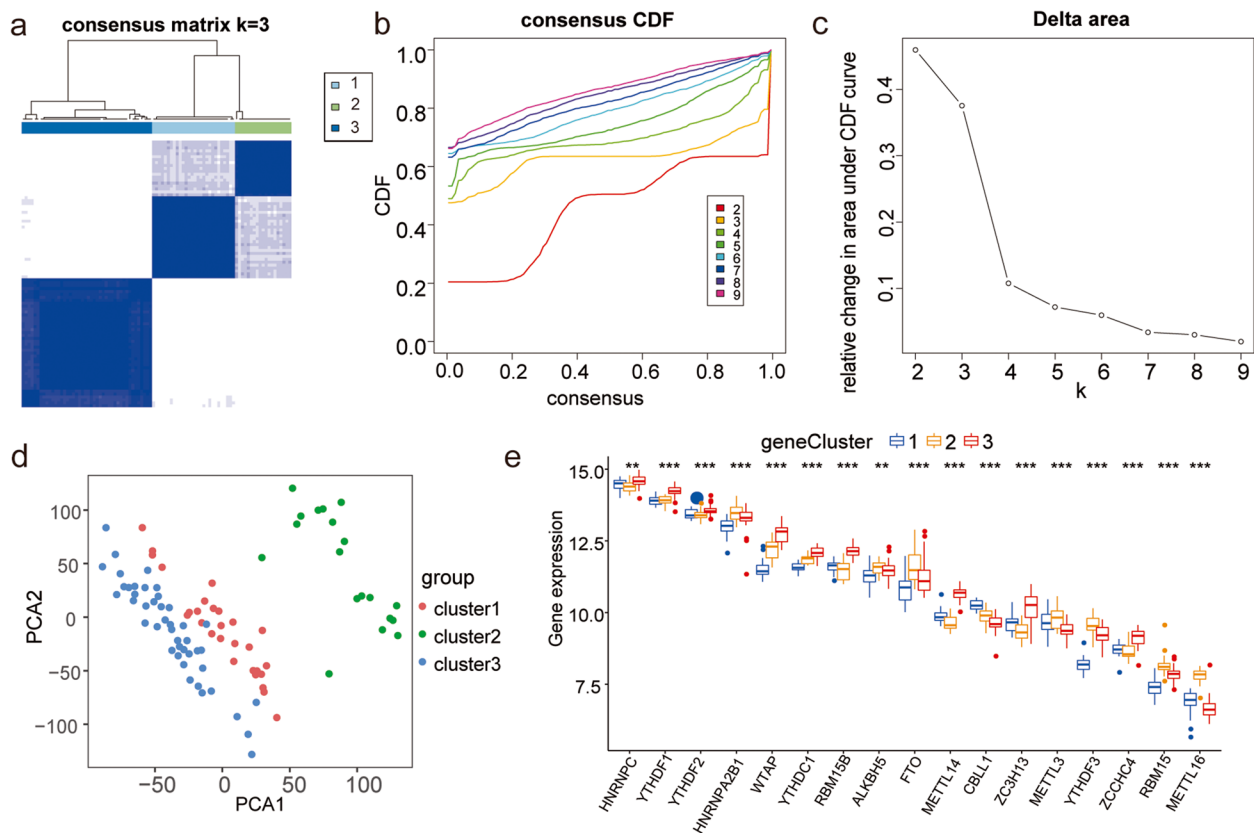 a
consensus matrix k=3
1
2
3
b
consensus CDF
CDF
1.0
0.8
0.6
0.4
0.2
0.0
2
3
4
5
6
7
8
9
0.0 0.2 0.4 0.6 0.8 1.0
consensus
c
Delta area
relative change in area under CDF curve
0.4
0.3
0.2
0.1
2 3 4 5 6 7 8 9
k
d
PCA2
100
50
0
−50
−100
−50 0 50 100
PCA1
group
cluster1
cluster2
cluster3
e
geneCluster 1 2 3
** *** *** *** *** *** *** ** *** *** *** *** *** *** *** *** ***
Gene expression
15.0
12.5
10.0
7.5
HNRNPC
YTHDF1
YTHDF2
HNRNPA2B1
WTAP
YTHDC1
RBM15B
ALKBH5
FTO
METTL14
CBLL1
ZC3H13
METTL3
YTHDF3
ZCCHC4
RBM15
METTL16